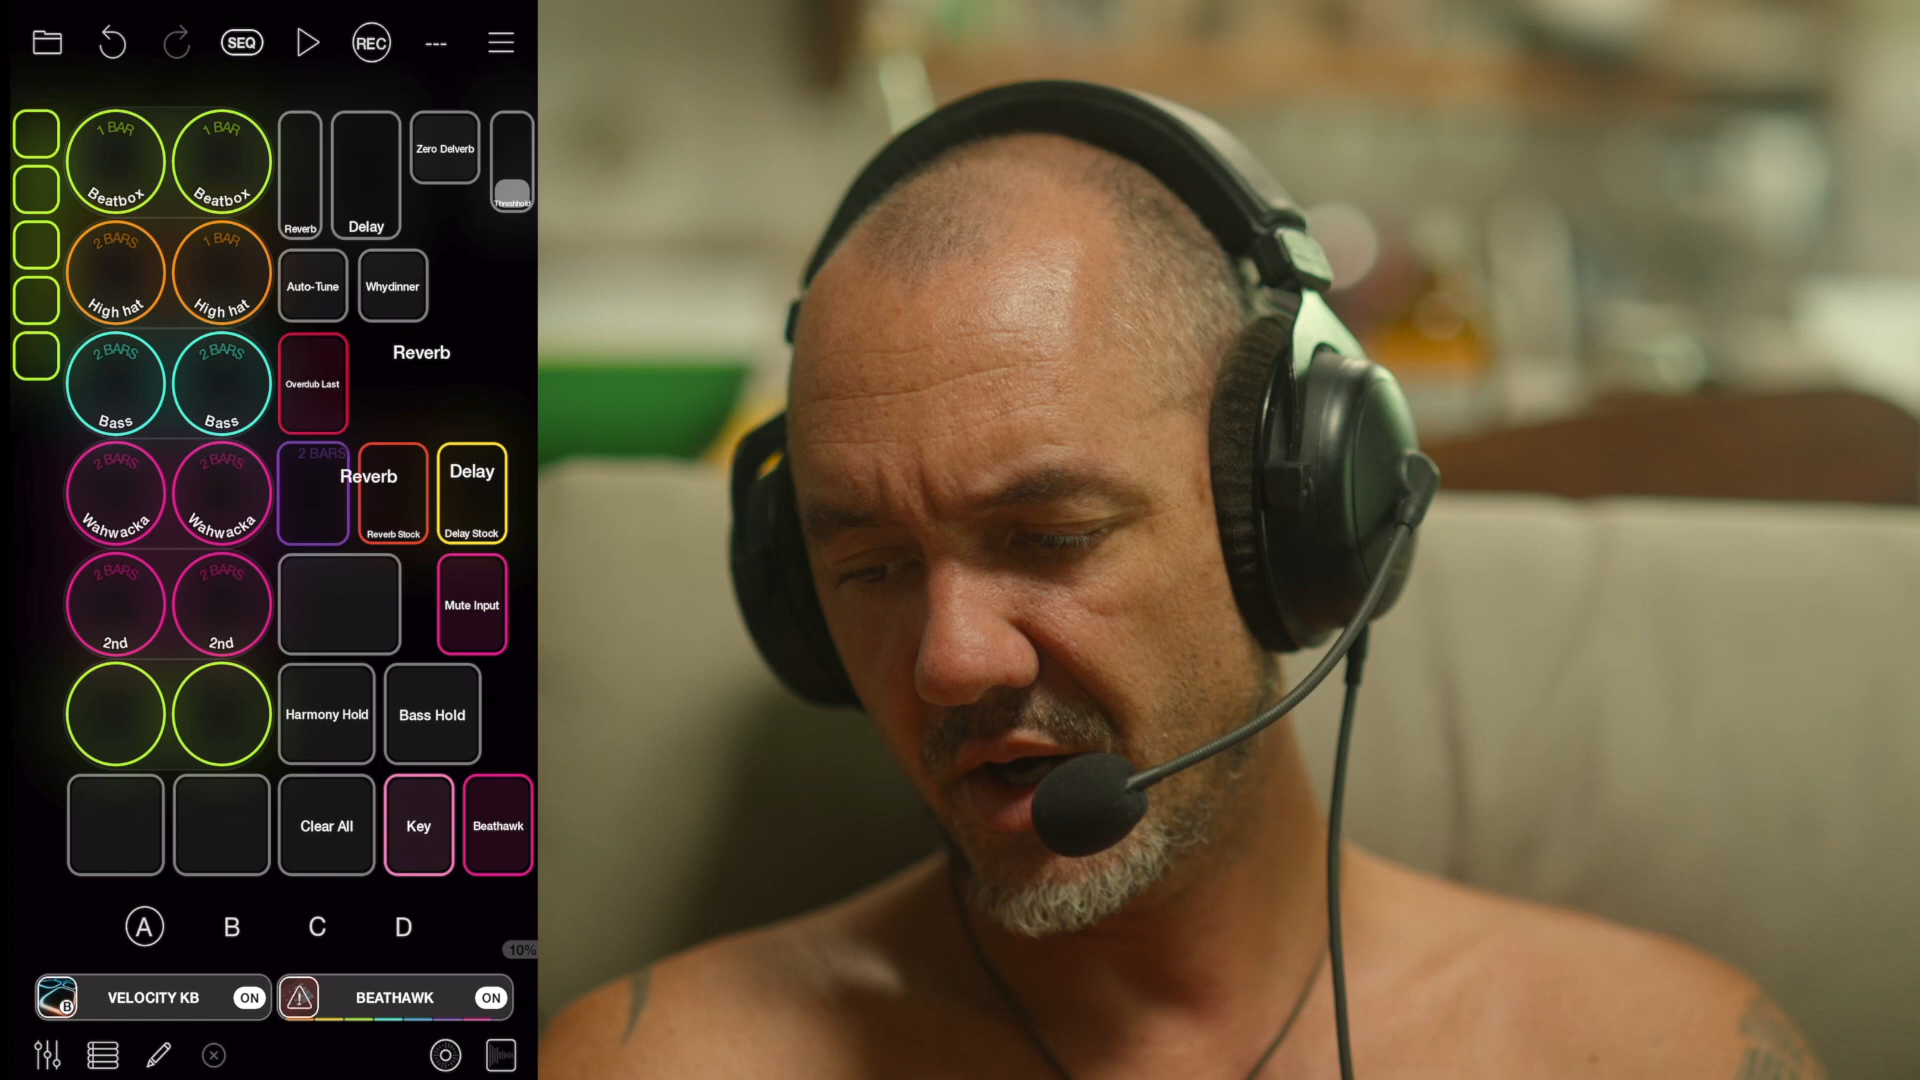 SEQ
REC
---
1 BAR
Beatbox
1 BAR
Beatbox
Reverb
Delay
Zero Delverb
Threshhold
2 BARS
High hat
1 BAR
High hat
Auto-Tune
Whydinner
2 BARS
Bass
2 BARS
Bass
Overdub Last
Reverb
2 BARS
Wahwacka
2 BARS
Wahwacka
2 BARS
Reverb
Reverb Stock
Delay
Delay Stock
2 BARS
2nd
2 BARS
2nd
Mute Input
Harmony Hold
Bass Hold
Clear All
Key
Beathawk
A
B
C
D
10%
B
VELOCITY KB
ON
BEATHAWK
ON